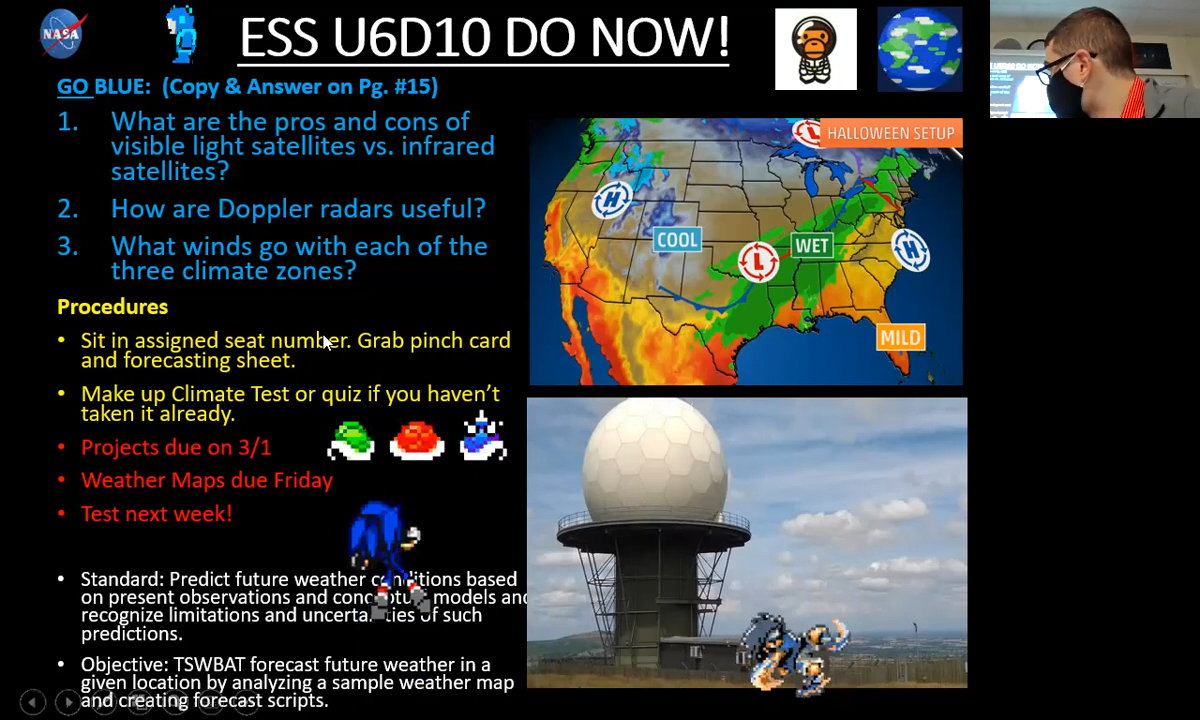 NASA
ESS U6D10 DO NOW!
GO BLUE: (Copy & Answer on Pg. #15)
1. What are the pros and cons of
visible light satellites vs. infrared
satellites?
2. How are Doppler radars useful?
3. What winds go with each of the
three climate zones?
Procedures
• Sit in assigned seat number. Grab pinch card
and forecasting sheet.
• Make up Climate Test or quiz if you haven't
taken it already.
• Projects due on 3/1
• Weather Maps due Friday
• Test next week!
• Standard: Predict future weather conditions based
on present observations and conceptual models and
recognize limitations and uncertainties of such
predictions.
• Objective: TSWBAT forecast future weather in a
given location by analyzing a sample weather map
and creating forecast scripts.
L
HALLOWEEN SETUP
H
COOL
L
WET
H
MILD